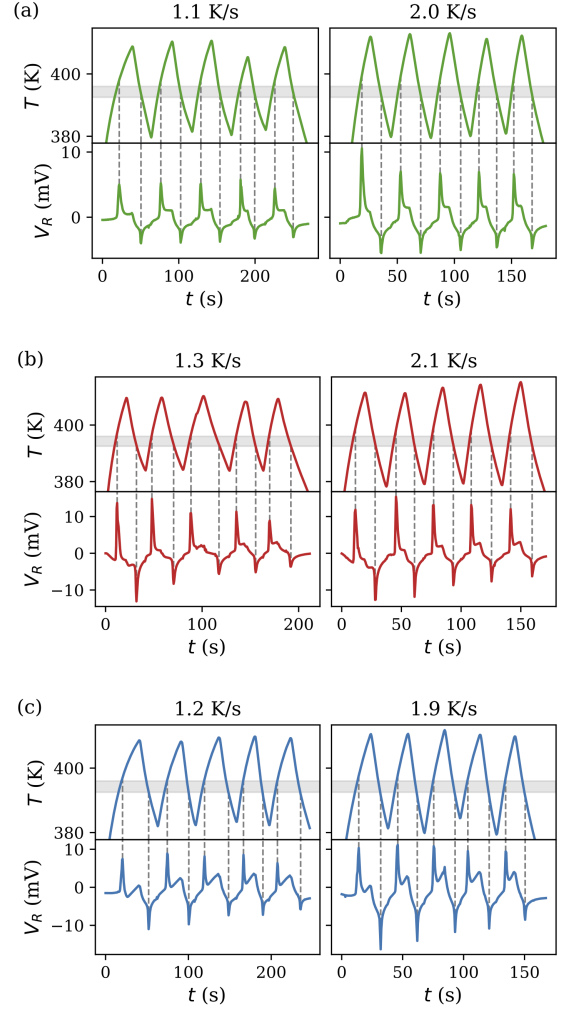 (a)
1.1 K/s
2.0 K/s
T (K)
400
380
V_R (mV)
10
0
0
100
200
0
50
100
150
t (s)
t (s)
(b)
1.3 K/s
2.1 K/s
T (K)
400
380
V_R (mV)
10
0
−10
0
100
200
0
50
100
150
t (s)
t (s)
(c)
1.2 K/s
1.9 K/s
T (K)
400
380
V_R (mV)
10
0
−10
0
100
200
0
50
100
150
t (s)
t (s)